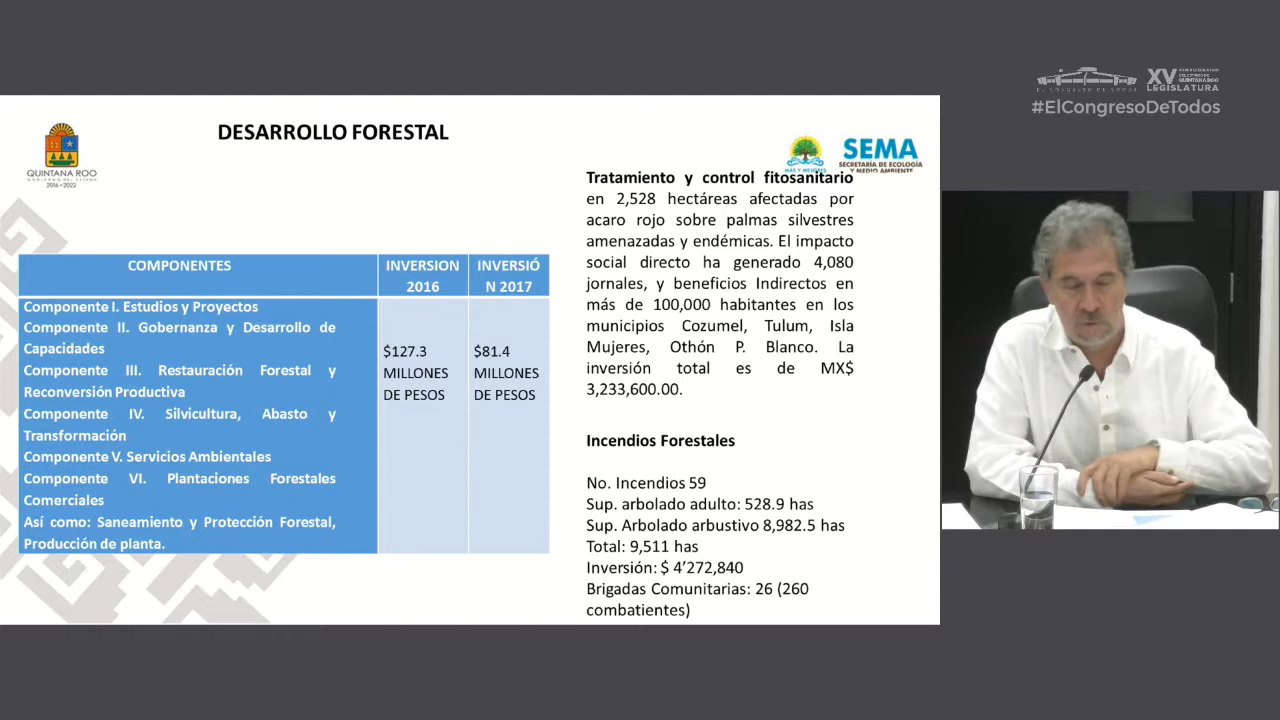 XV
LEGISLATURA
#ElCongresoDeTodos
DESARROLLO FORESTAL
QUINTANA ROO
2016 • 2022
MÁS Y MEJORES
SEMA
SECRETARÍA DE ECOLOGÍA
Y MEDIO AMBIENTE
COMPONENTES
INVERSION
2016
INVERSIÓ
N 2017
Componente I. Estudios y Proyectos
Componente II. Gobernanza y Desarrollo de
Capacidades
Componente III. Restauración Forestal y
Reconversión Productiva
Componente IV. Silvicultura, Abasto y
Transformación
Componente V. Servicios Ambientales
Componente VI. Plantaciones Forestales
Comerciales
Así como: Saneamiento y Protección Forestal,
Producción de planta.
$127.3
MILLONES
DE PESOS
$81.4
MILLONES
DE PESOS
Tratamiento y control fitosanitario
en 2,528 hectáreas afectadas por
acaro rojo sobre palmas silvestres
amenazadas y endémicas. El impacto
social directo ha generado 4,080
jornales, y beneficios Indirectos en
más de 100,000 habitantes en los
municipios Cozumel, Tulum, Isla
Mujeres, Othón P. Blanco. La
inversión total es de MX$
3,233,600.00.
Incendios Forestales
No. Incendios 59
Sup. arbolado adulto: 528.9 has
Sup. Arbolado arbustivo 8,982.5 has
Total: 9,511 has
Inversión: $ 4’272,840
Brigadas Comunitarias: 26 (260
combatientes)